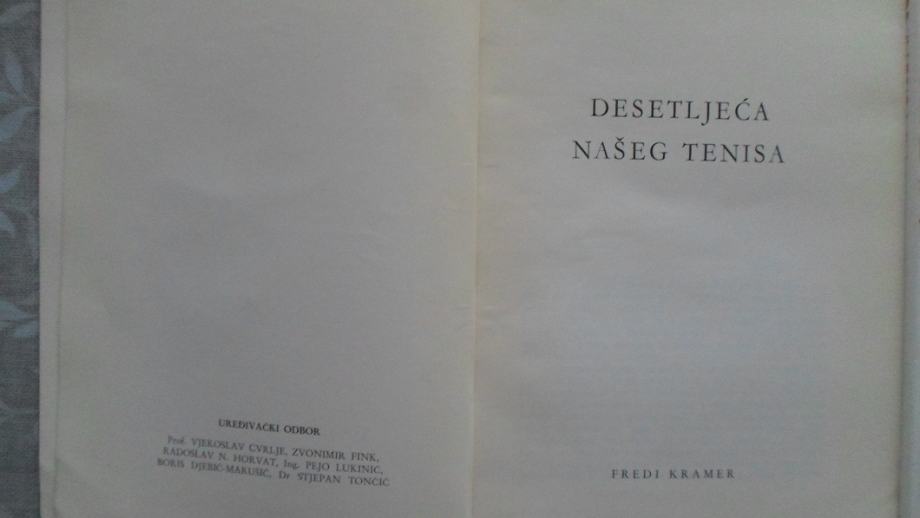 UREĐIVAČKI ODBOR
Prof. VJEKOSLAV CVRLJE, ZVONIMIR FINK,
RADOSLAV N. HORVAT, Ing. PEJO LUKINIĆ,
BORIS DJEBIĆ-MARUŠIĆ, Dr STJEPAN TONČIĆ
DESETLJEĆA
NAŠEG TENISA
FREDI KRAMER